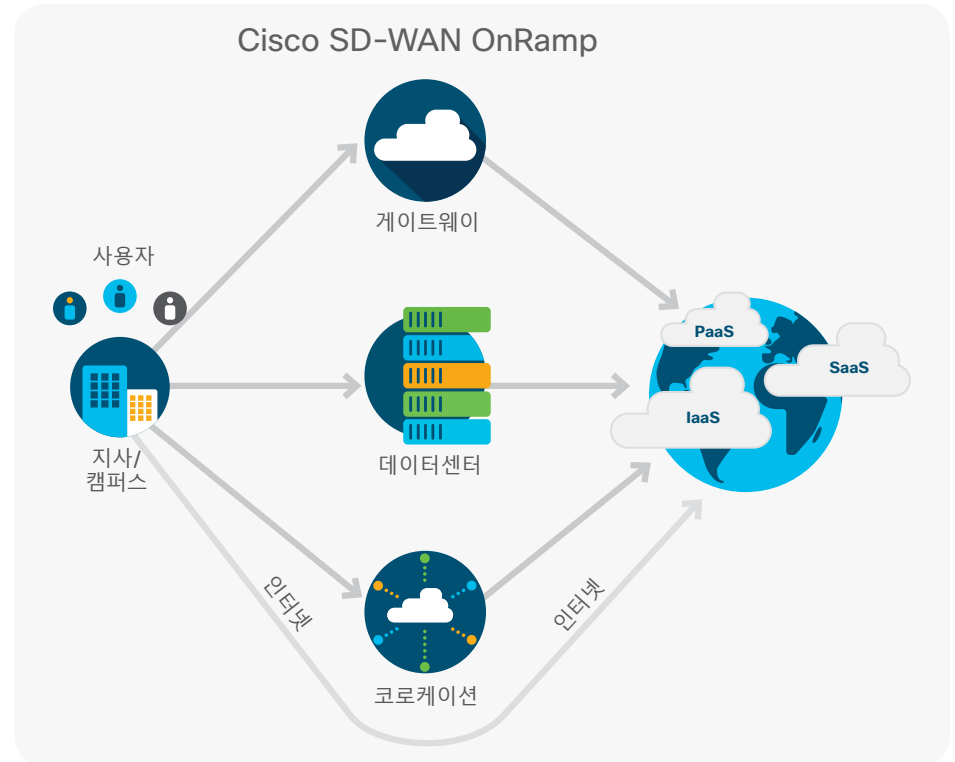 Cisco SD-WAN OnRamp
게이트웨이
사용자
PaaS
SaaS
IaaS
지사/
캠퍼스
데이터센터
인터넷
인터넷
코로케이션